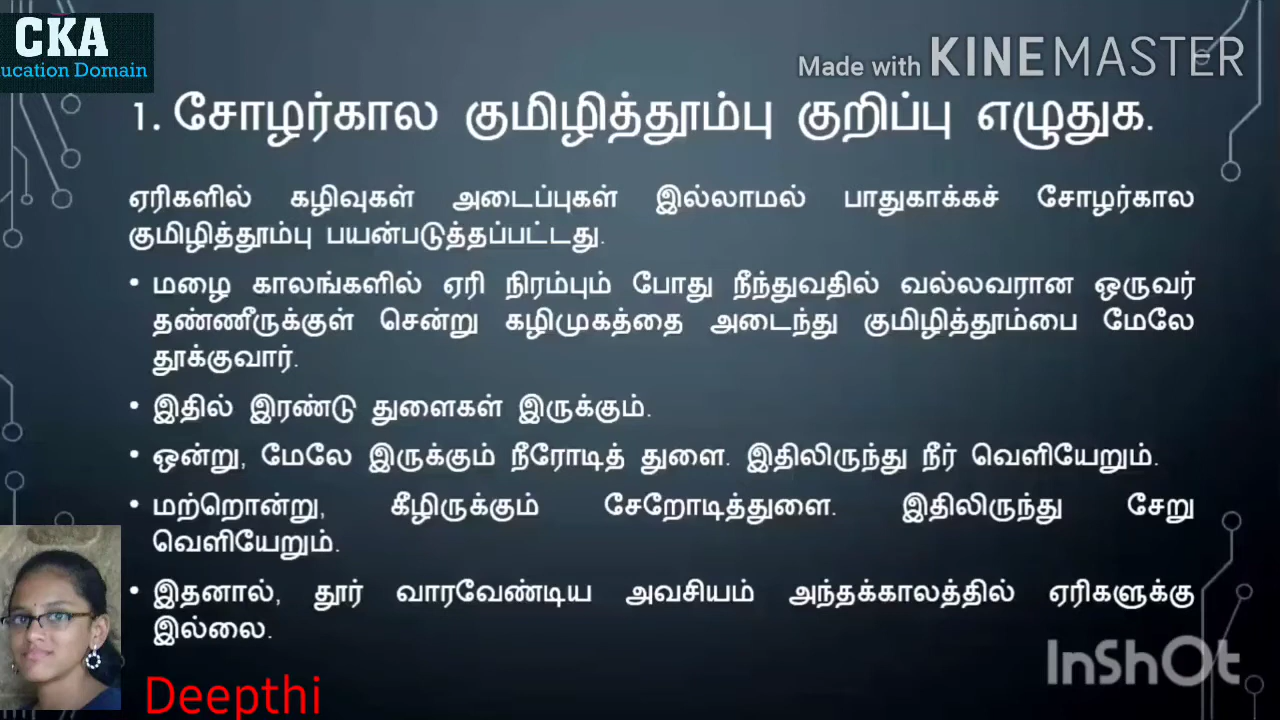 CKA
ucation Domain
Made with KINEMASTER
1. சோழர்கால குமிழித்தூம்பு குறிப்பு எழுதுக.
ஏரிகளில் கழிவுகள் அடைப்புகள் இல்லாமல் பாதுகாக்கச் சோழர்கால
குமிழித்தூம்பு பயன்படுத்தப்பட்டது.
• மழை காலங்களில் ஏரி நிரம்பும் போது நீந்துவதில் வல்லவரான ஒருவர்
தண்ணீருக்குள் சென்று கழிமுகத்தை அடைந்து குமிழித்தூம்பை மேலே
தூக்குவார்.
• இதில் இரண்டு துளைகள் இருக்கும்.
• ஒன்று, மேலே இருக்கும் நீரோடித் துளை. இதிலிருந்து நீர் வெளியேறும்.
• மற்றொன்று, கீழிருக்கும் சேறோடித்துளை. இதிலிருந்து சேறு
வெளியேறும்.
• இதனால், தூர் வாரவேண்டிய அவசியம் அந்தக்காலத்தில் ஏரிகளுக்கு
இல்லை.
InShOt
Deepthi